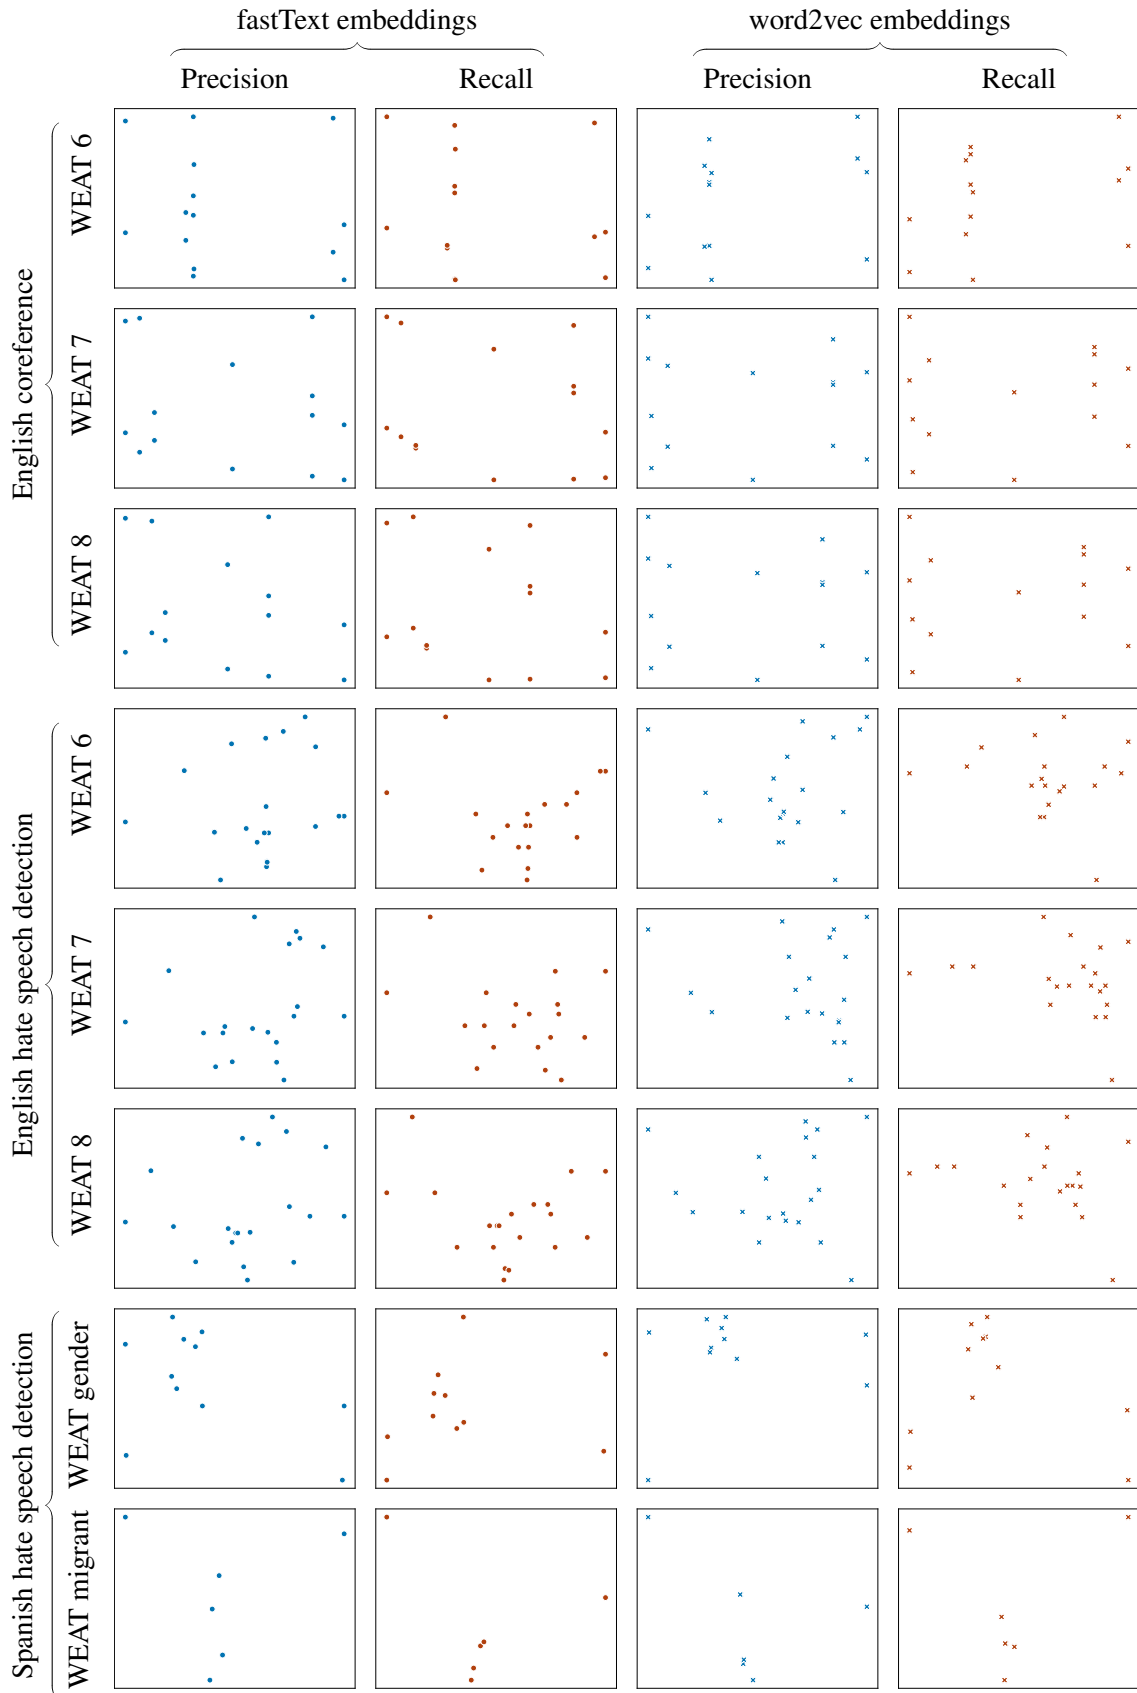 fastText embeddings
word2vec embeddings
Precision
Recall
Precision
Recall
English coreference
WEAT 6
WEAT 7
WEAT 8
English hate speech detection
WEAT 6
WEAT 7
WEAT 8
Spanish hate speech detection
WEAT gender
WEAT migrant